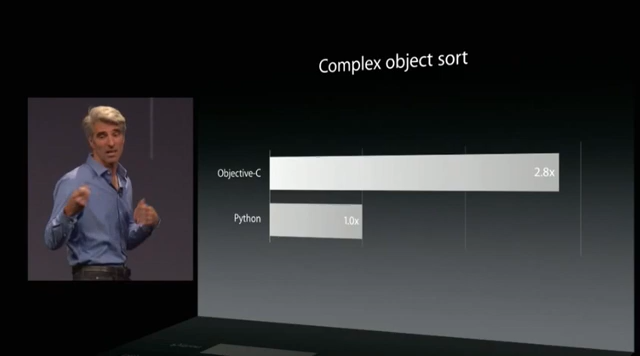 Complex object sort
Objective-C
2.8x
Python
1.0x